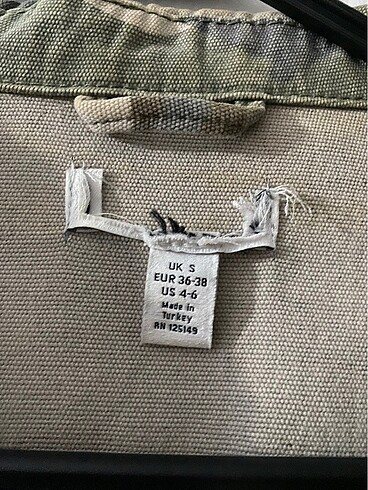 UK S
EUR 36-38
US 4-6
Made in
Turkey
RN 125149